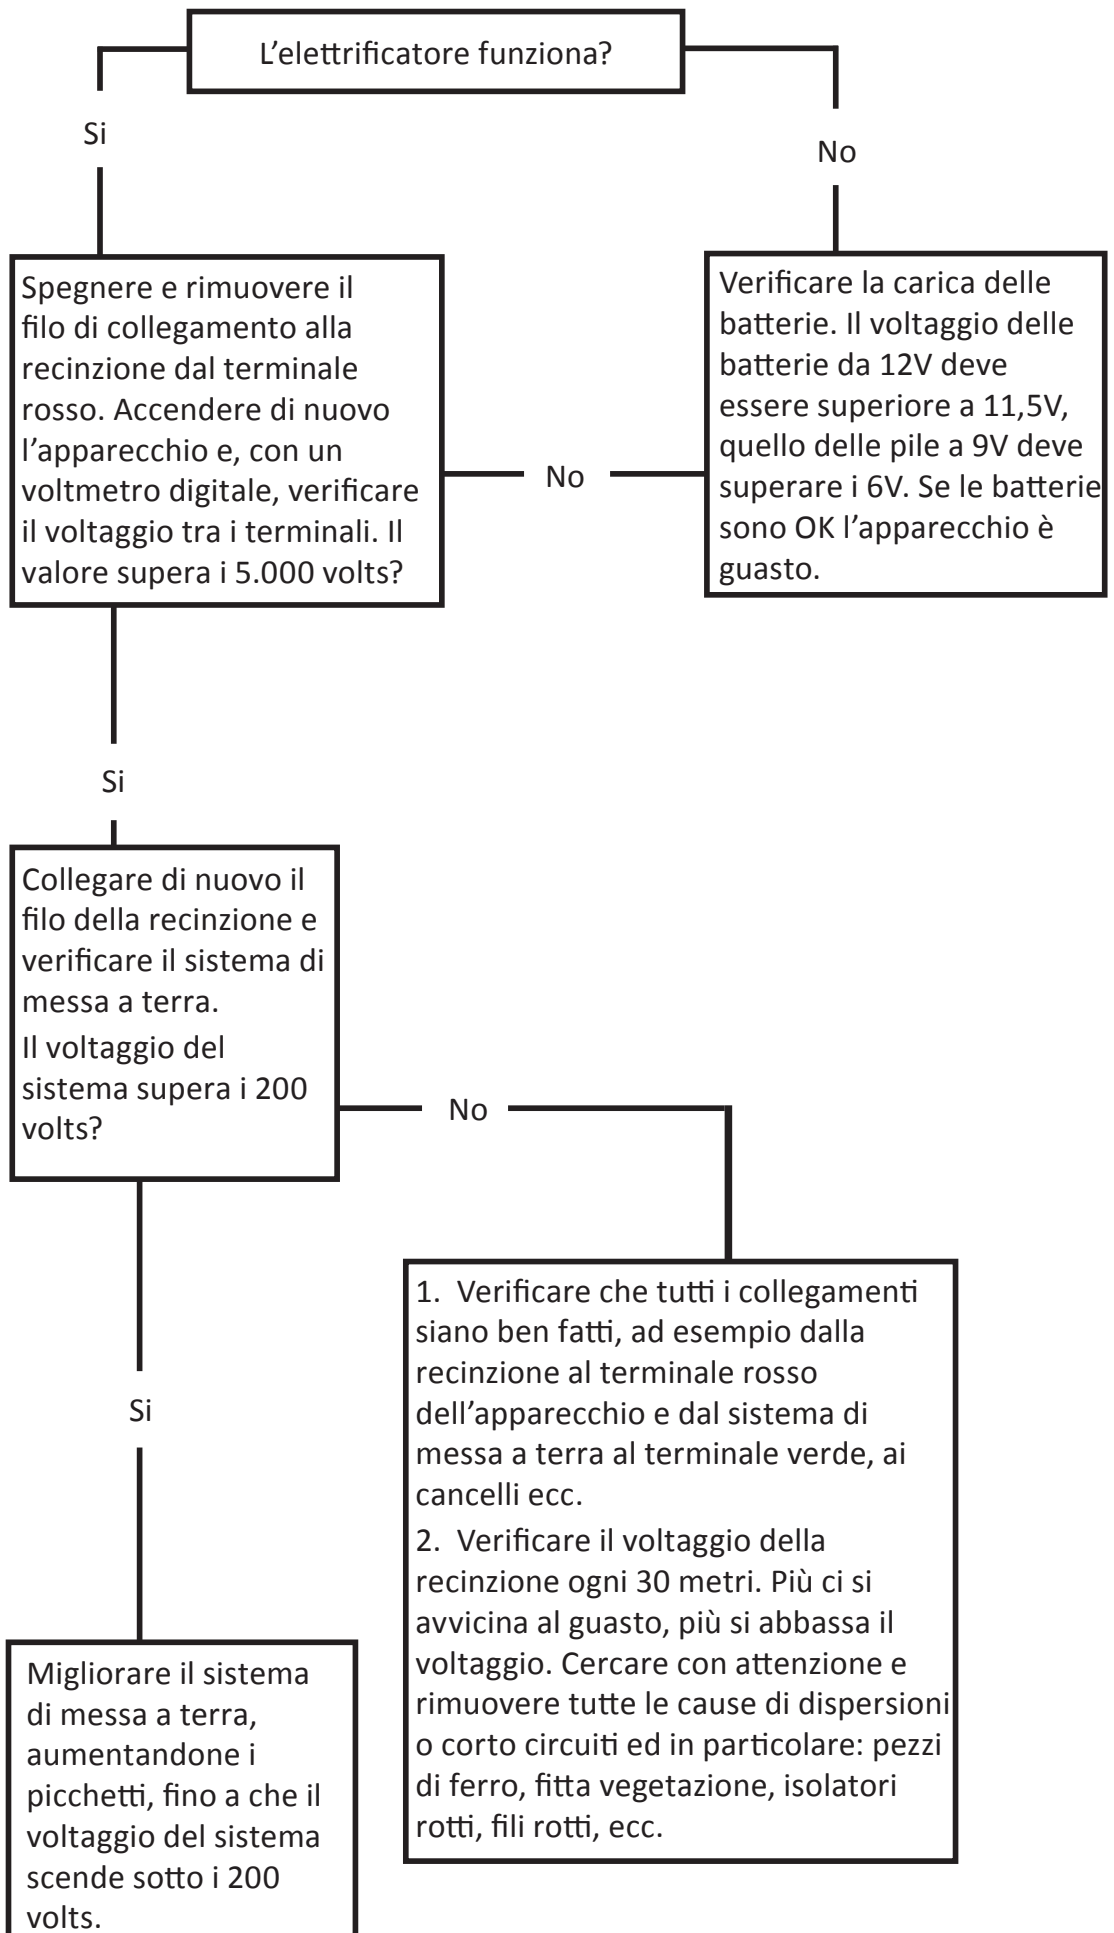 L’elettrificatore funziona?
Si
No
Spegnere e rimuovere il
filo di collegamento alla
recinzione dal terminale
rosso. Accendere di nuovo
l’apparecchio e, con un
voltmetro digitale, verificare
il voltaggio tra i terminali. Il
valore supera i 5.000 volts?
No
Verificare la carica delle
batterie. Il voltaggio delle
batterie da 12V deve
essere superiore a 11,5V,
quello delle pile a 9V deve
superare i 6V. Se le batterie
sono OK l’apparecchio è
guasto.
Si
Collegare di nuovo il
filo della recinzione e
verificare il sistema di
messa a terra.
Il voltaggio del
sistema supera i 200
volts?
No
1. Verificare che tutti i collegamenti
siano ben fatti, ad esempio dalla
recinzione al terminale rosso
dell’apparecchio e dal sistema di
messa a terra al terminale verde, ai
cancelli ecc.
2. Verificare il voltaggio della
recinzione ogni 30 metri. Più ci si
avvicina al guasto, più si abbassa il
voltaggio. Cercare con attenzione e
rimuovere tutte le cause di dispersioni
o corto circuiti ed in particolare: pezzi
di ferro, fitta vegetazione, isolatori
rotti, fili rotti, ecc.
Si
Migliorare il sistema
di messa a terra,
aumentandone i
picchetti, fino a che il
voltaggio del sistema
scende sotto i 200
volts.